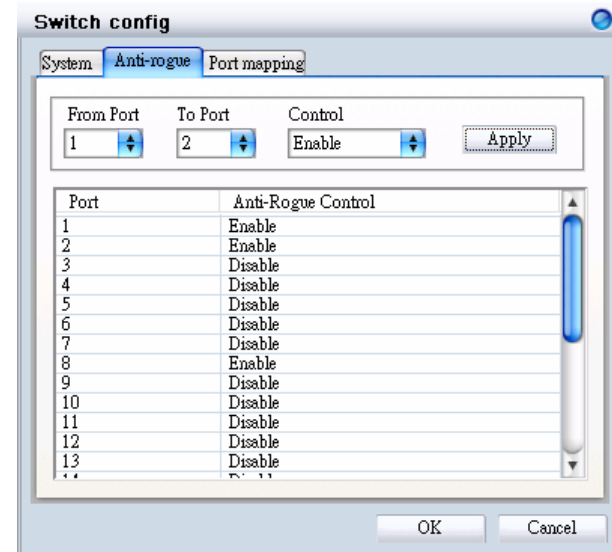 Switch config
System Anti-rogue Port mapping
From Port To Port Control
1 2 Enable Apply
Port Anti-Rogue Control
1 Enable
2 Enable
3 Disable
4 Disable
5 Disable
6 Disable
7 Disable
8 Enable
9 Disable
10 Disable
11 Disable
12 Disable
13 Disable
OK Cancel